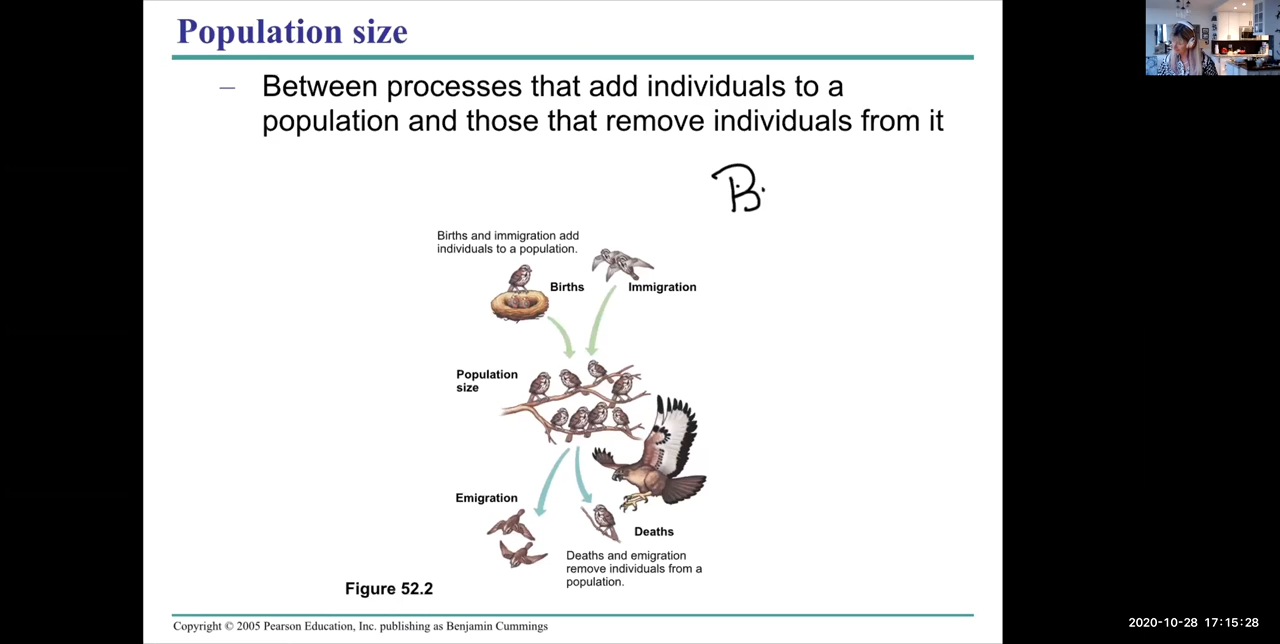 Population size
– Between processes that add individuals to a
population and those that remove individuals from it
B
Births and immigration add
individuals to a population.
Births
Immigration
Population
size
Emigration
Deaths
Deaths and emigration
remove individuals from a
population.
Figure 52.2
Copyright © 2005 Pearson Education, Inc. publishing as Benjamin Cummings
2020-10-28 17:15:28